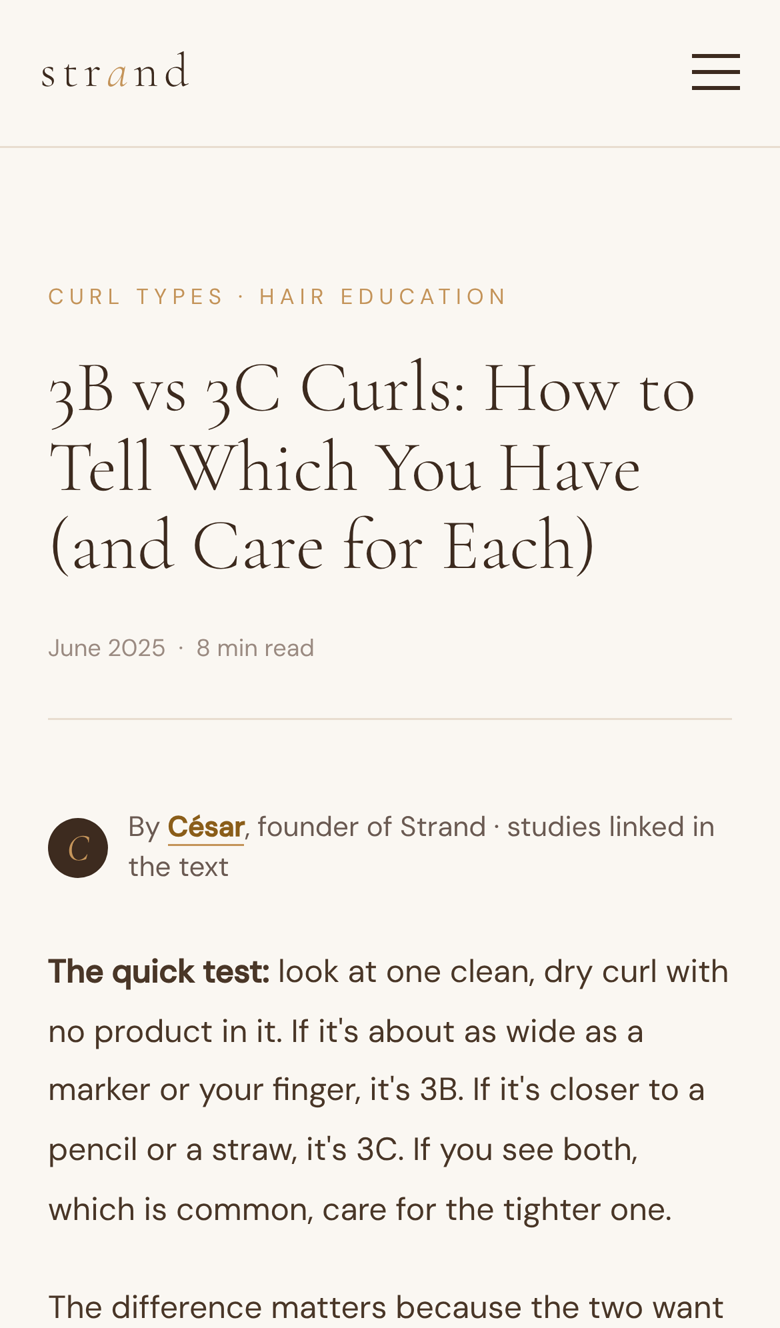 strand
CURL TYPES · HAIR EDUCATION
3B vs 3C Curls: How to
Tell Which You Have
(and Care for Each)
June 2025 · 8 min read
C
By César, founder of Strand · studies linked in
the text
The quick test: look at one clean, dry curl with
no product in it. If it's about as wide as a
marker or your finger, it's 3B. If it's closer to a
pencil or a straw, it's 3C. If you see both,
which is common, care for the tighter one.
The difference matters because the two want